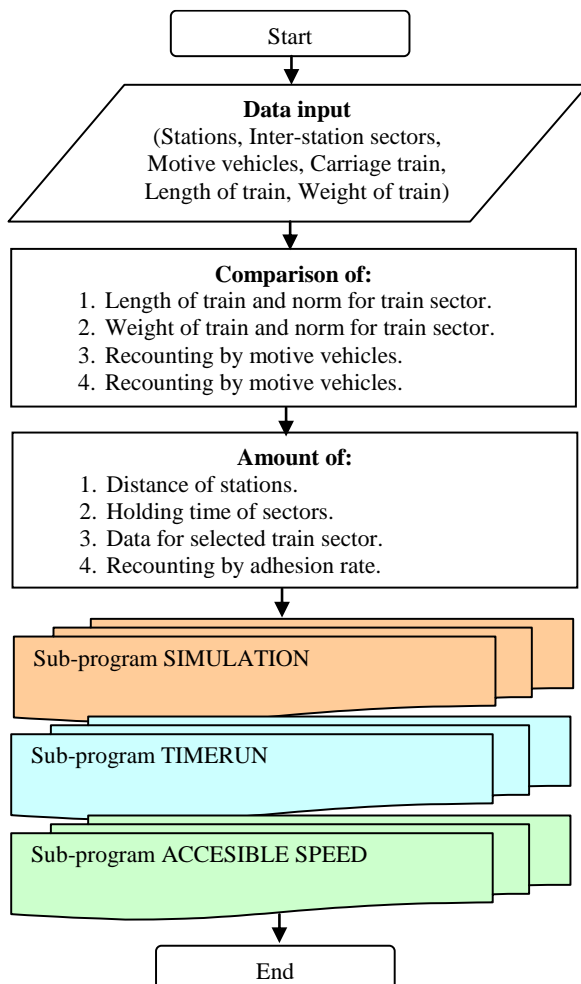 Start
Data input
(Stations, Inter-station sectors,
Motive vehicles, Carriage train,
Length of train, Weight of train)
Comparison of:
1. Length of train and norm for train sector.
2. Weight of train and norm for train sector.
3. Recounting by motive vehicles.
4. Recounting by motive vehicles.
Amount of:
1. Distance of stations.
2. Holding time of sectors.
3. Data for selected train sector.
4. Recounting by adhesion rate.
Sub-program SIMULATION
Sub-program TIMERUN
Sub-program ACCESIBLE SPEED
End